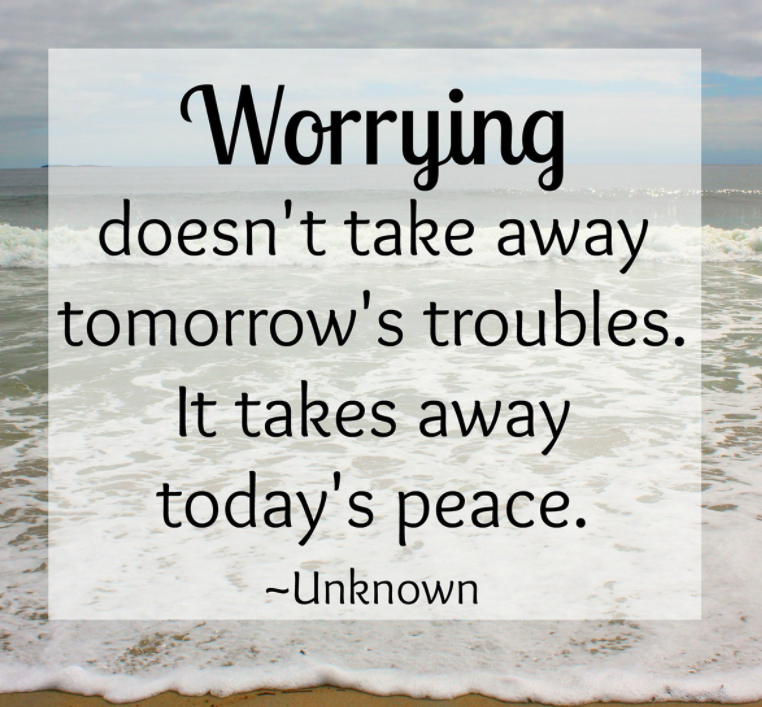 Worrying
doesn't take away
tomorrow's troubles.
It takes away
today's peace.
~Unknown